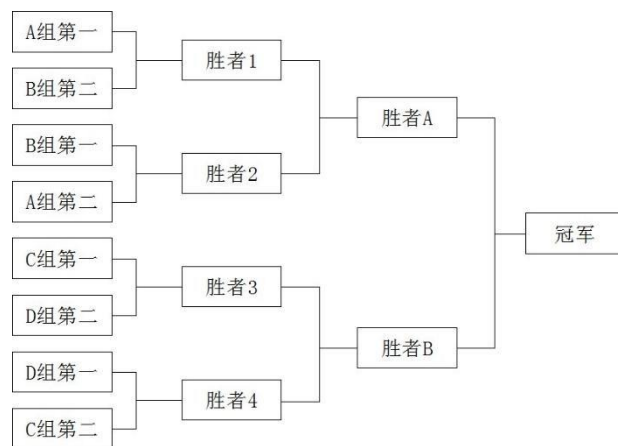 A组第一
B组第二
B组第一
A组第二
C组第一
D组第二
D组第一
C组第二
胜者1
胜者2
胜者3
胜者4
胜者A
胜者B
冠军